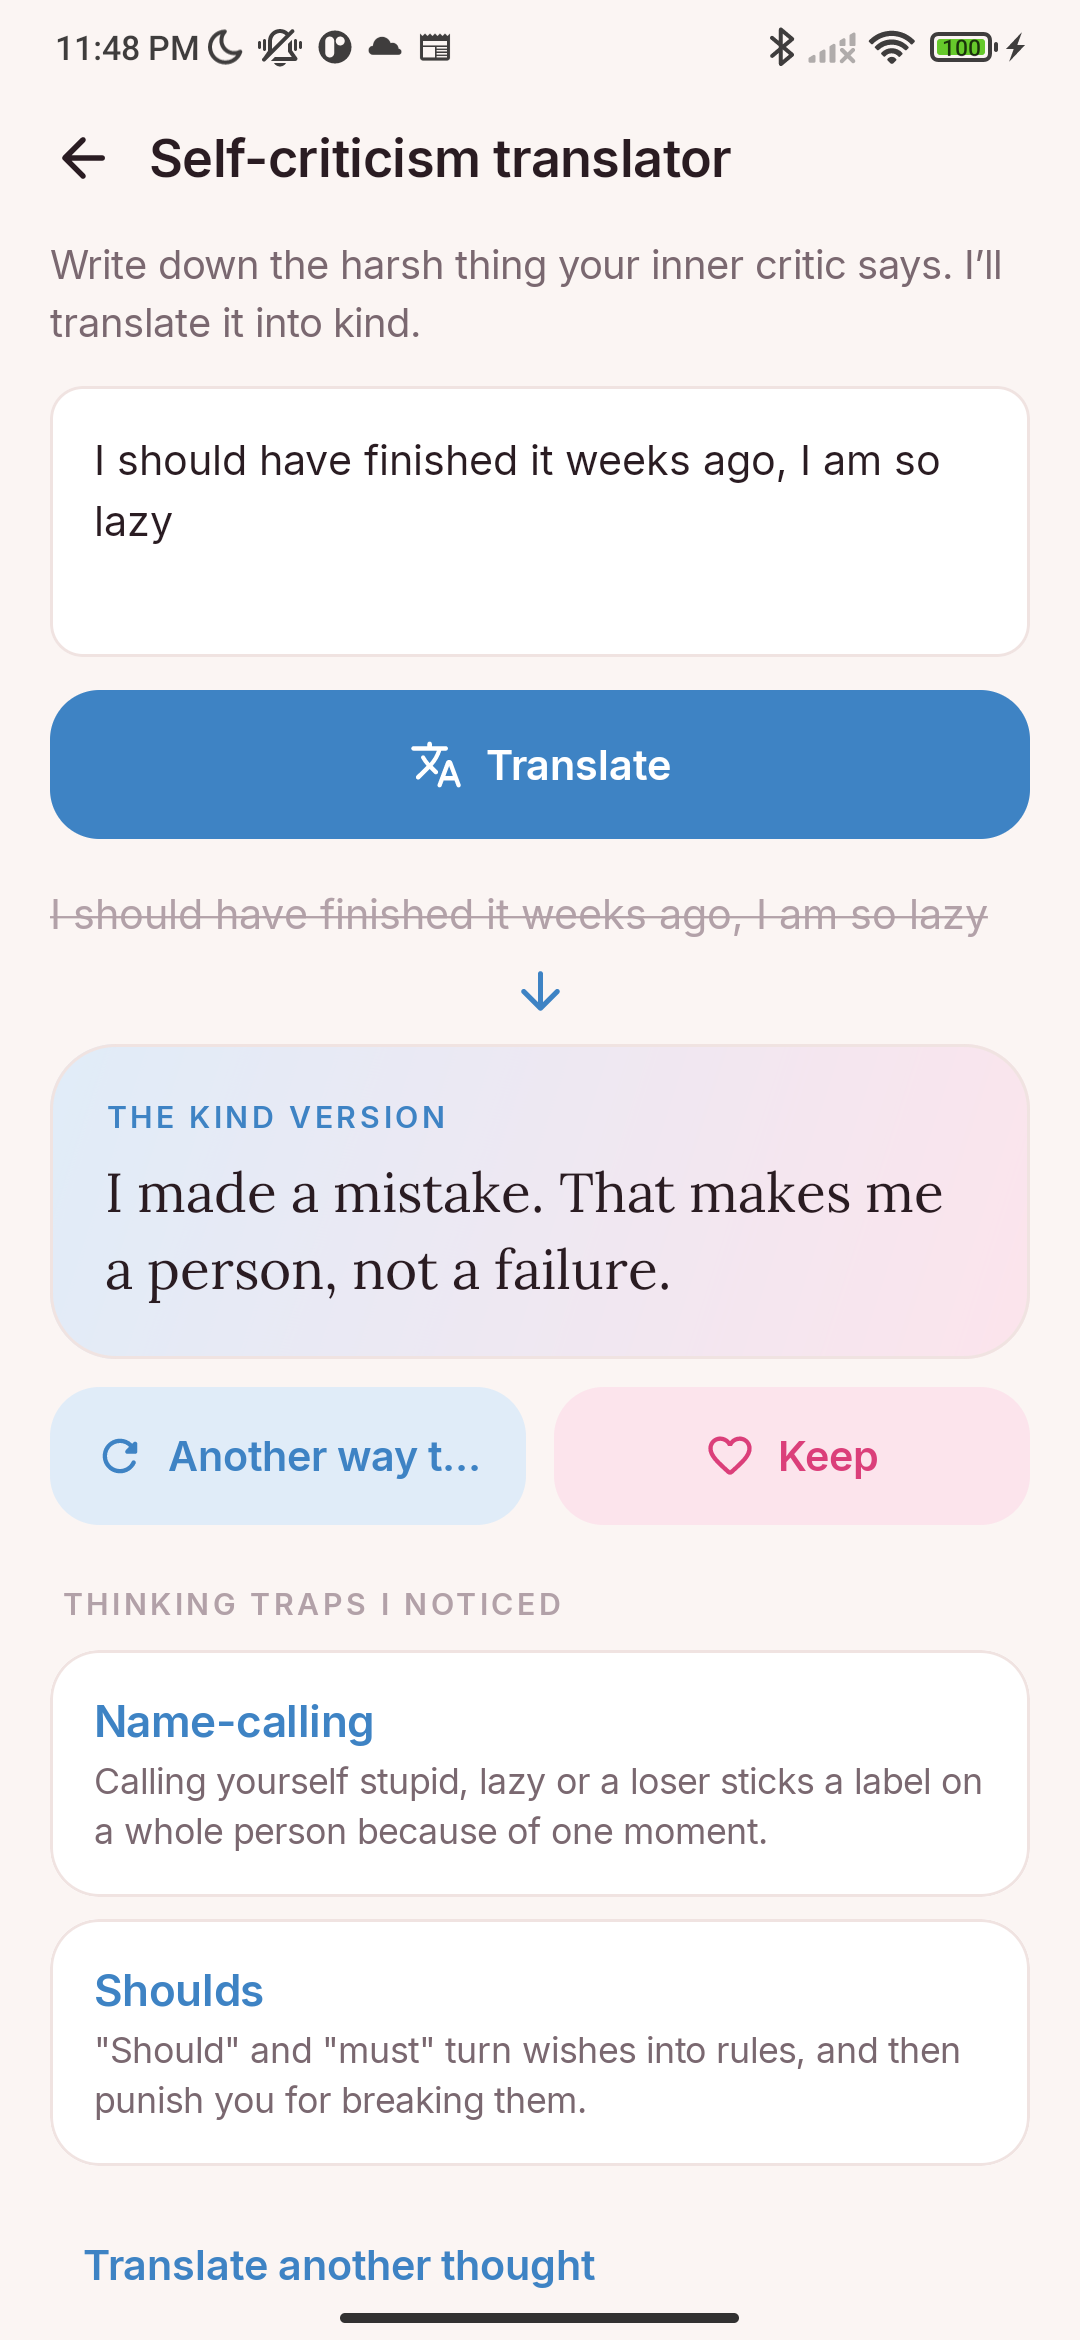 11:48 PM
100
Self-criticism translator
Write down the harsh thing your inner critic says. I’ll
translate it into kind.
I should have finished it weeks ago, I am so
lazy
Translate
I should have finished it weeks ago, I am so lazy
THE KIND VERSION
I made a mistake. That makes me
a person, not a failure.
Another way t...
Keep
THINKING TRAPS I NOTICED
Name-calling
Calling yourself stupid, lazy or a loser sticks a label on
a whole person because of one moment.
Shoulds
"Should" and "must" turn wishes into rules, and then
punish you for breaking them.
Translate another thought